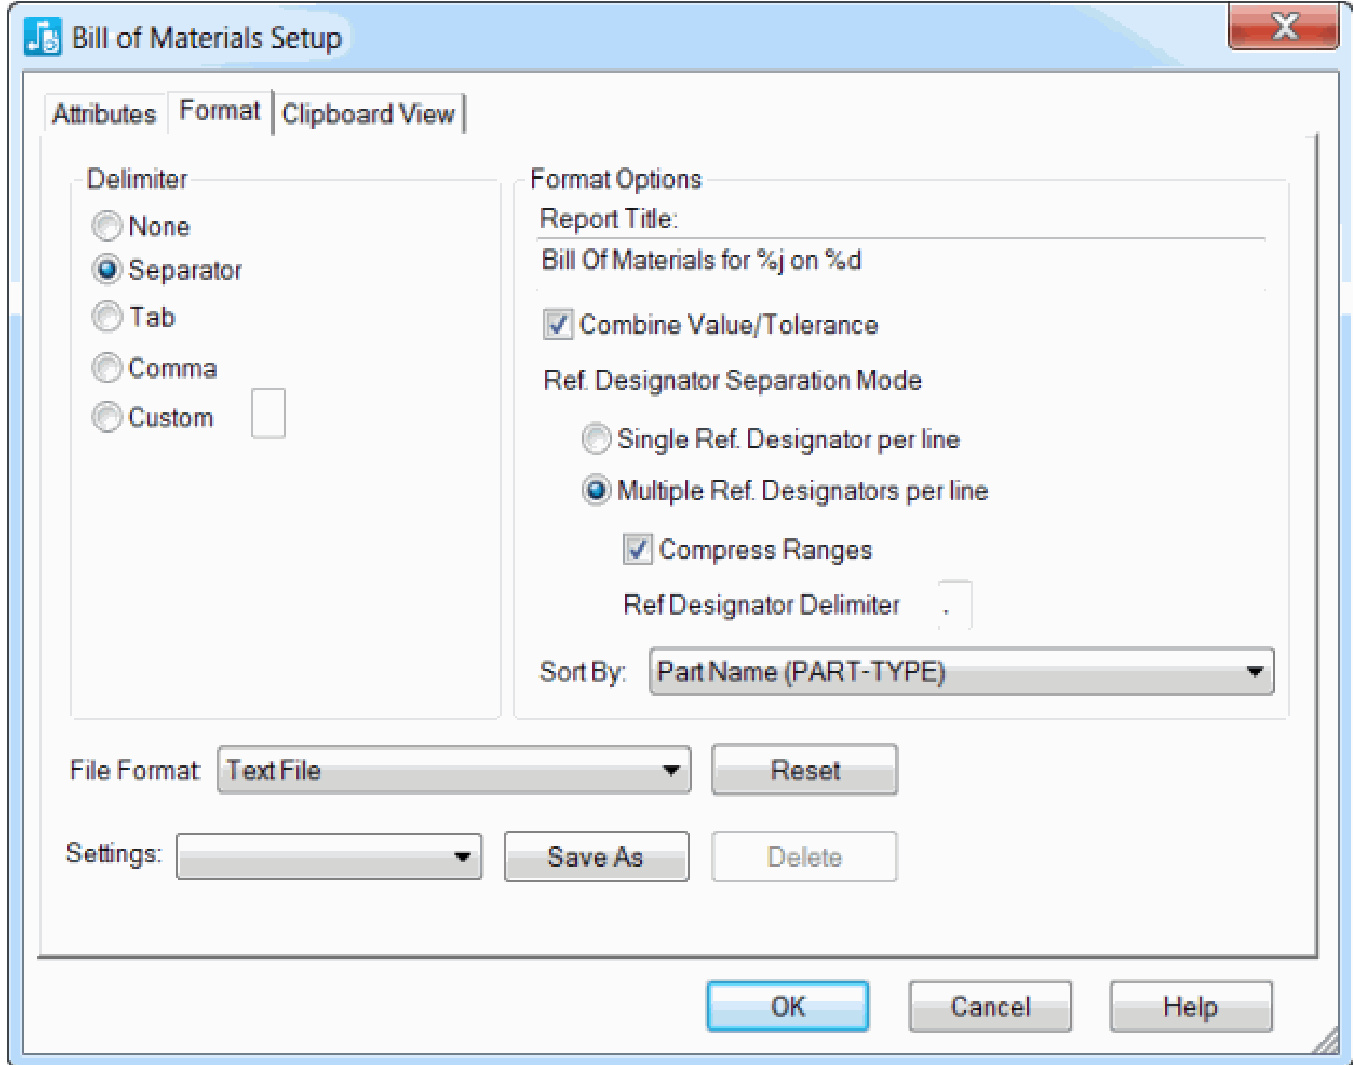 Bill of Materials Setup
Attributes
Format
Clipboard View
Delimiter
None
Separator
Tab
Comma
Custom
Format Options
Report Title:
Bill Of Materials for %j on %d
Combine Value/Tolerance
Ref. Designator Separation Mode
Single Ref. Designator per line
Multiple Ref. Designators per line
Compress Ranges
Ref Designator Delimiter .
Sort By: Part Name (PART-TYPE)
File Format Text File
Reset
Settings:
Save As
Delete
OK
Cancel
Help